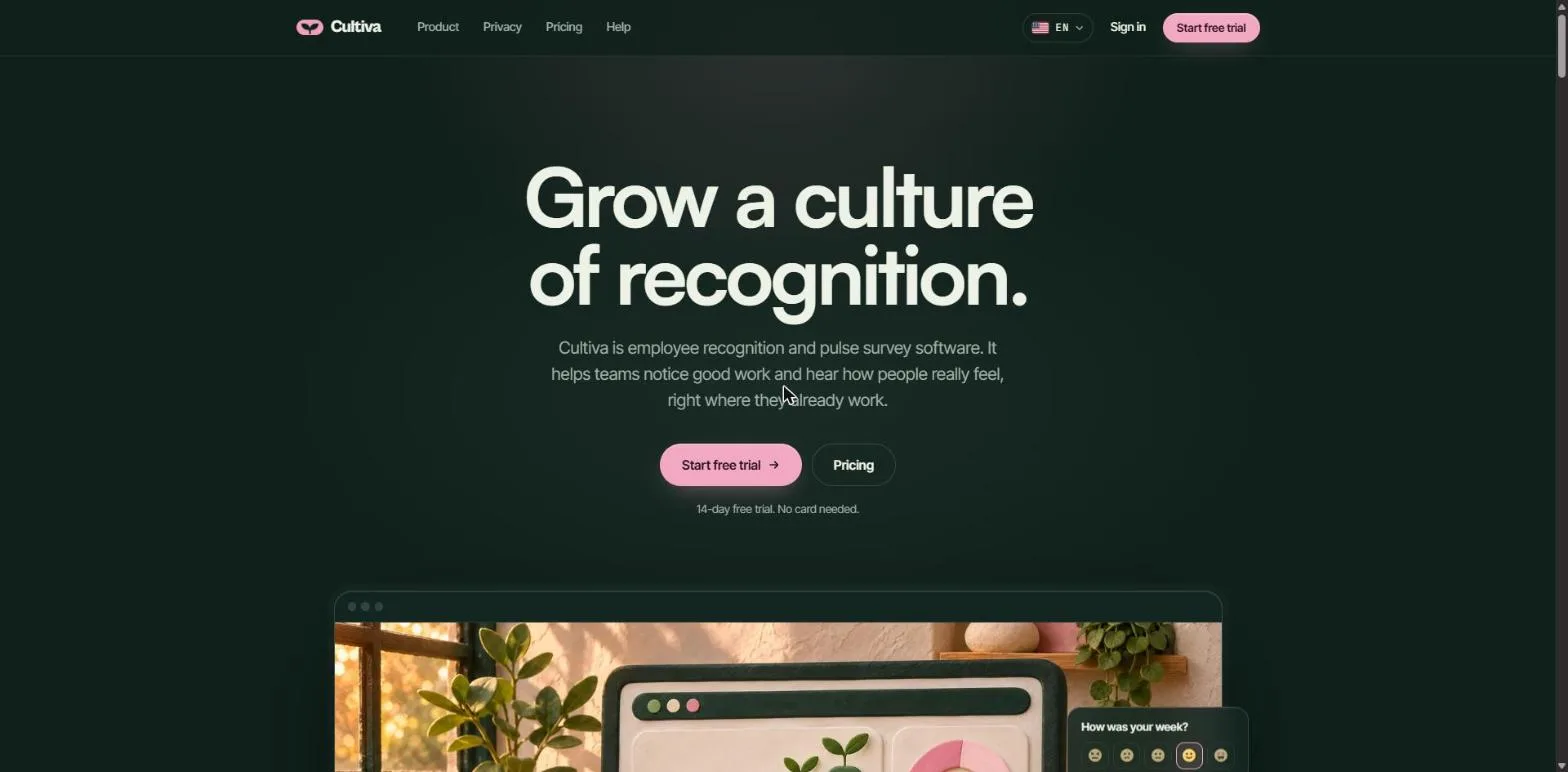 Cultiva
Product
Privacy
Pricing
Help
EN
Sign in
Start free trial
Grow a culture
of recognition.
Cultiva is employee recognition and pulse survey software. It
helps teams notice good work and hear how people really feel,
right where they already work.
Start free trial →
Pricing
14-day free trial. No card needed.
How was your week?